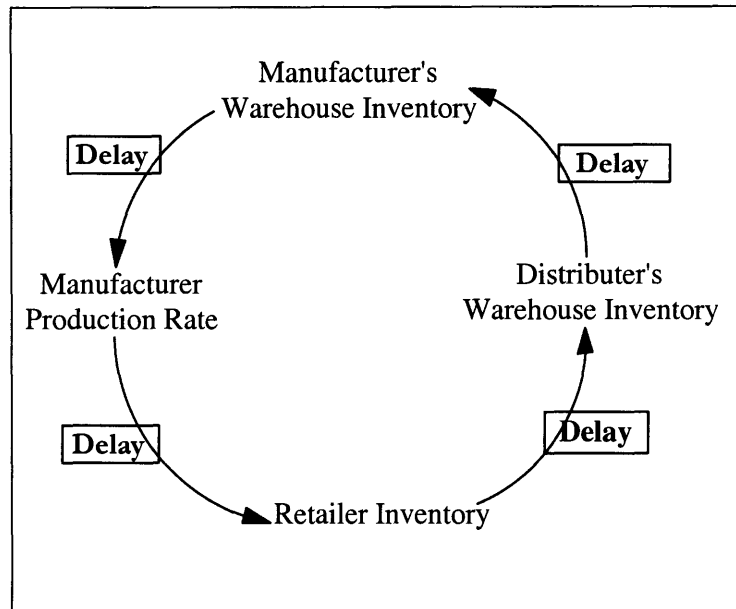 Manufacturer's
Warehouse Inventory
Delay
Delay
Manufacturer
Production Rate
Distributer's
Warehouse Inventory
Delay
Delay
Retailer Inventory